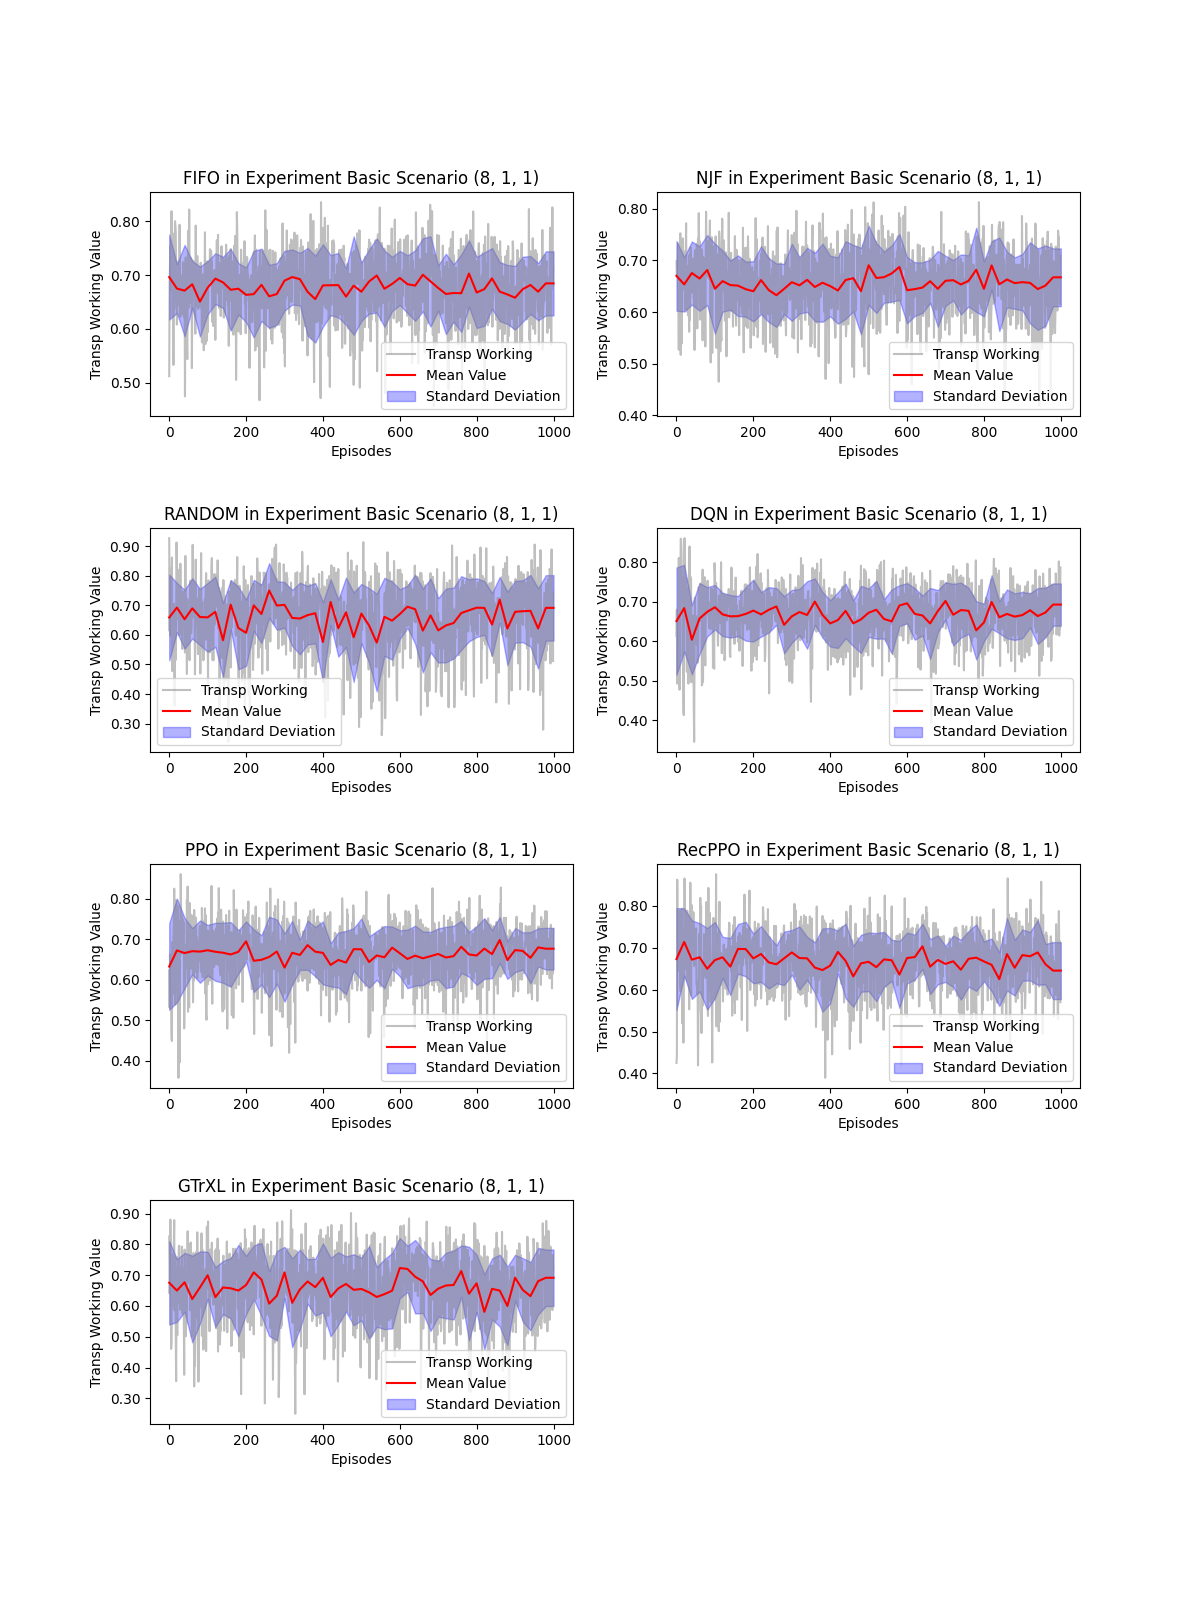 FIFO in Experiment Basic Scenario (8, 1, 1)
Transp Working Value
0.80
0.70
0.60
0.50
Transp Working
Mean Value
Standard Deviation
0 200 400 600 800 1000
Episodes
NJF in Experiment Basic Scenario (8, 1, 1)
Transp Working Value
0.80
0.70
0.60
0.50
0.40
Transp Working
Mean Value
Standard Deviation
0 200 400 600 800 1000
Episodes
RANDOM in Experiment Basic Scenario (8, 1, 1)
Transp Working Value
0.90
0.80
0.70
0.60
0.50
0.40
0.30
Transp Working
Mean Value
Standard Deviation
0 200 400 600 800 1000
Episodes
DQN in Experiment Basic Scenario (8, 1, 1)
Transp Working Value
0.80
0.70
0.60
0.50
0.40
Transp Working
Mean Value
Standard Deviation
0 200 400 600 800 1000
Episodes
PPO in Experiment Basic Scenario (8, 1, 1)
Transp Working Value
0.80
0.70
0.60
0.50
0.40
Transp Working
Mean Value
Standard Deviation
0 200 400 600 800 1000
Episodes
RecPPO in Experiment Basic Scenario (8, 1, 1)
Transp Working Value
0.80
0.70
0.60
0.50
0.40
Transp Working
Mean Value
Standard Deviation
0 200 400 600 800 1000
Episodes
GTrXL in Experiment Basic Scenario (8, 1, 1)
Transp Working Value
0.90
0.80
0.70
0.60
0.50
0.40
0.30
Transp Working
Mean Value
Standard Deviation
0 200 400 600 800 1000
Episodes